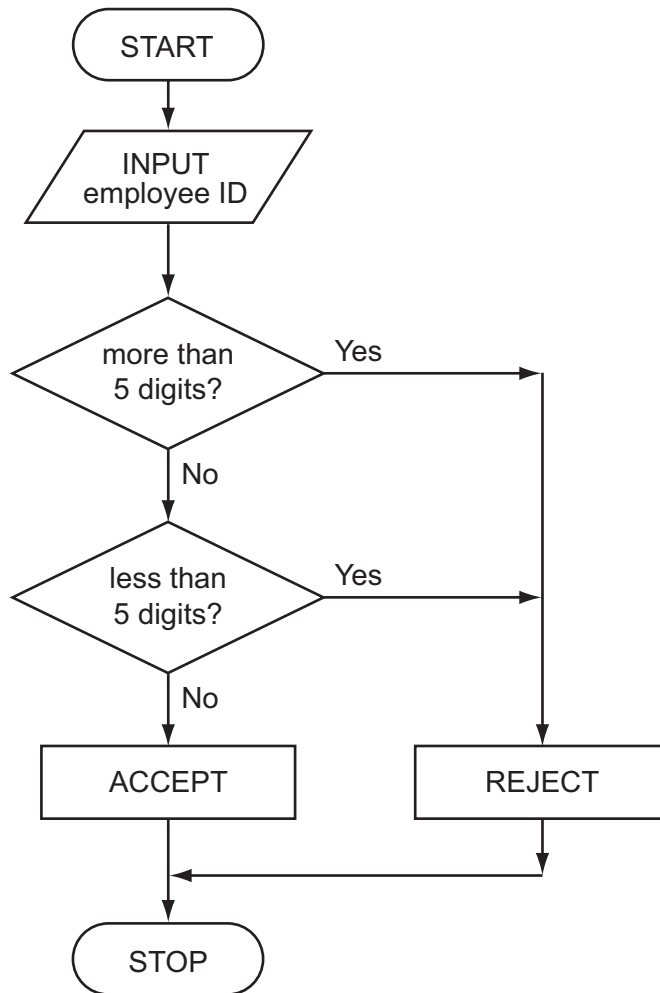 START
INPUT
employee ID
more than
5 digits?
Yes
No
less than
5 digits?
Yes
No
ACCEPT
REJECT
STOP